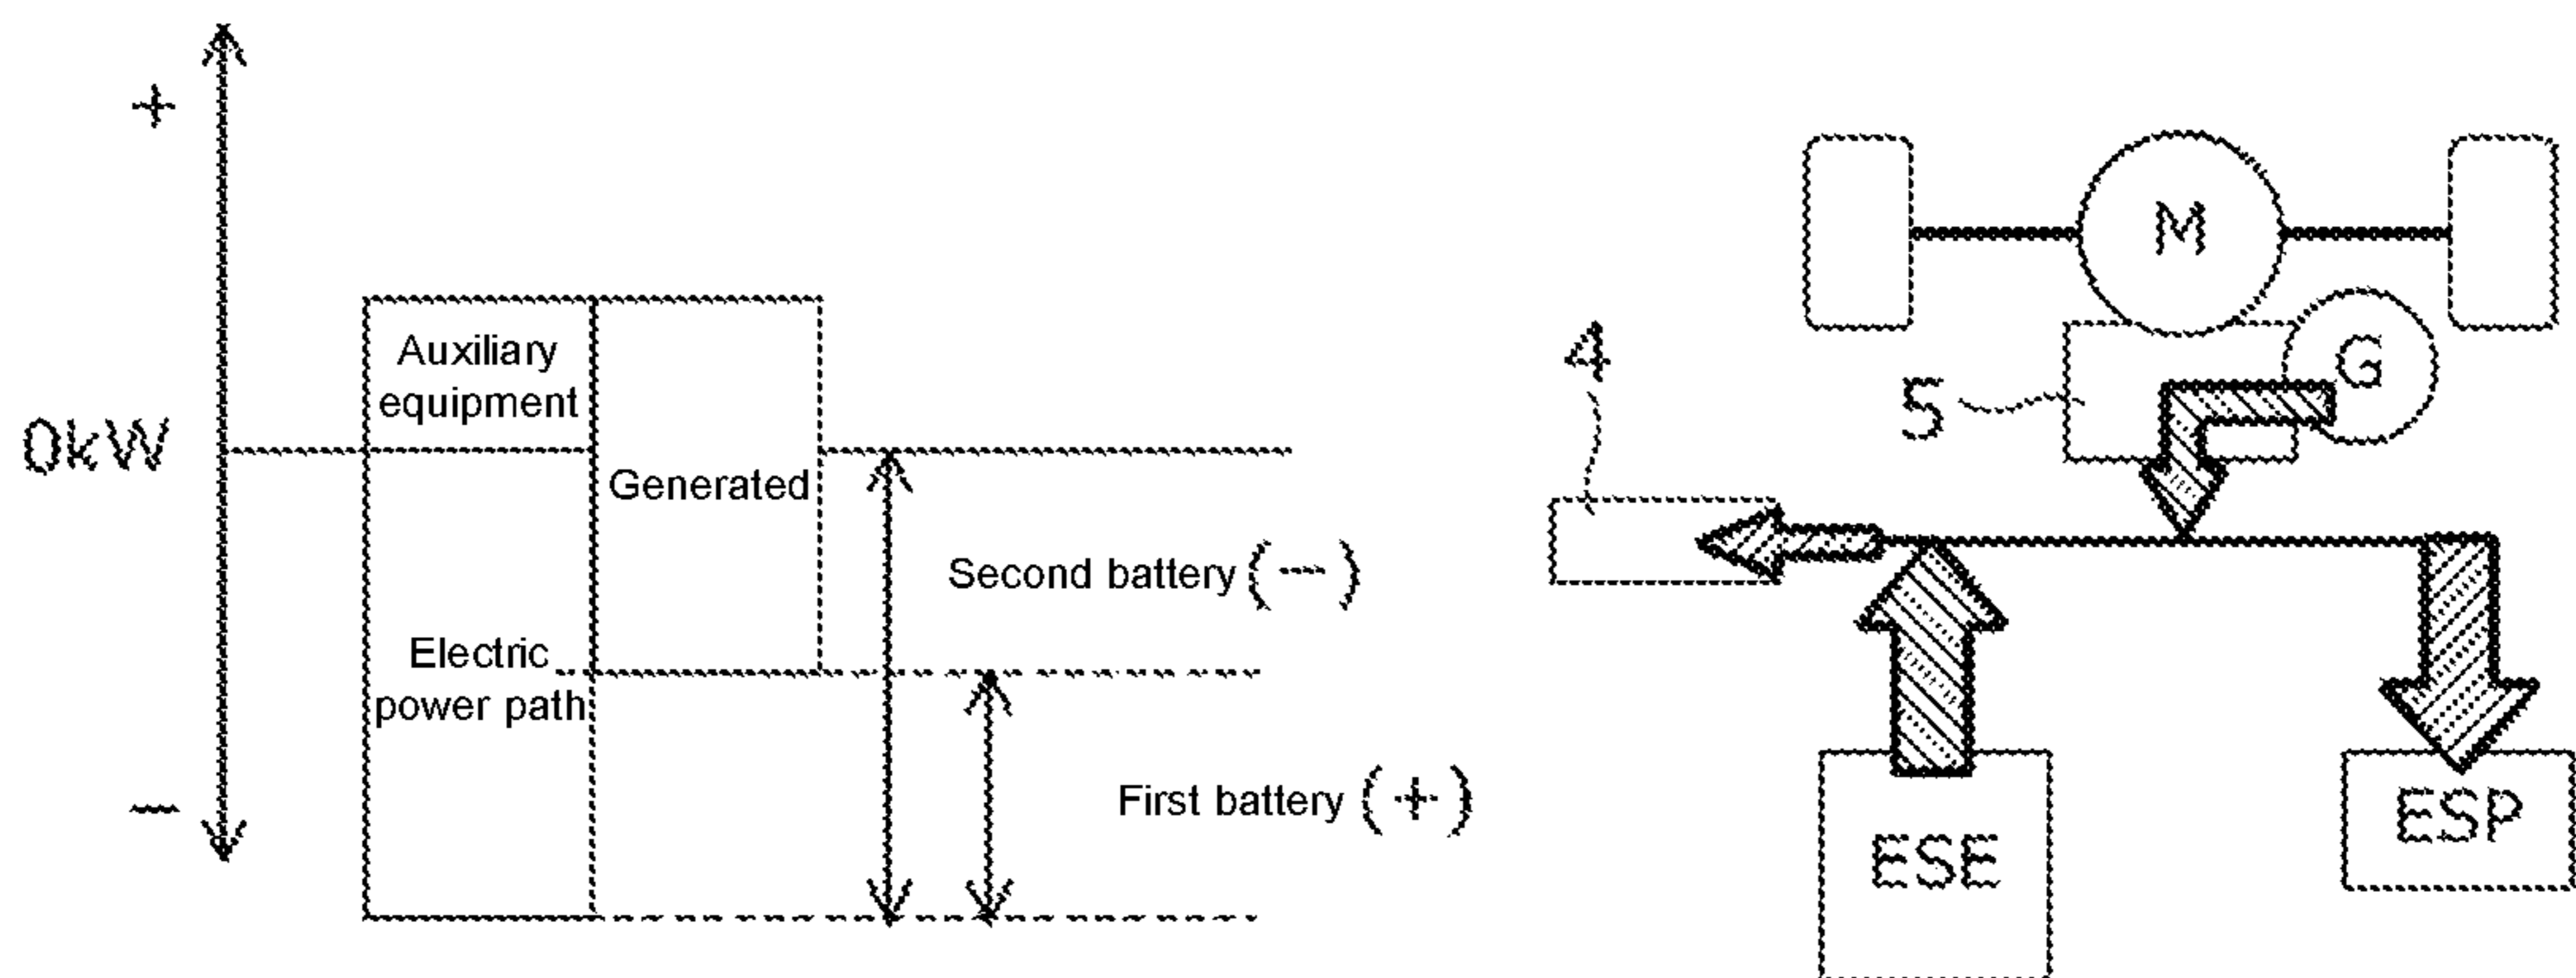 +
0kW
−
Auxiliary
equipment
Generated
Electric
power path
Second battery (−)
First battery (+)
M
G
4
5
ESE
ESP